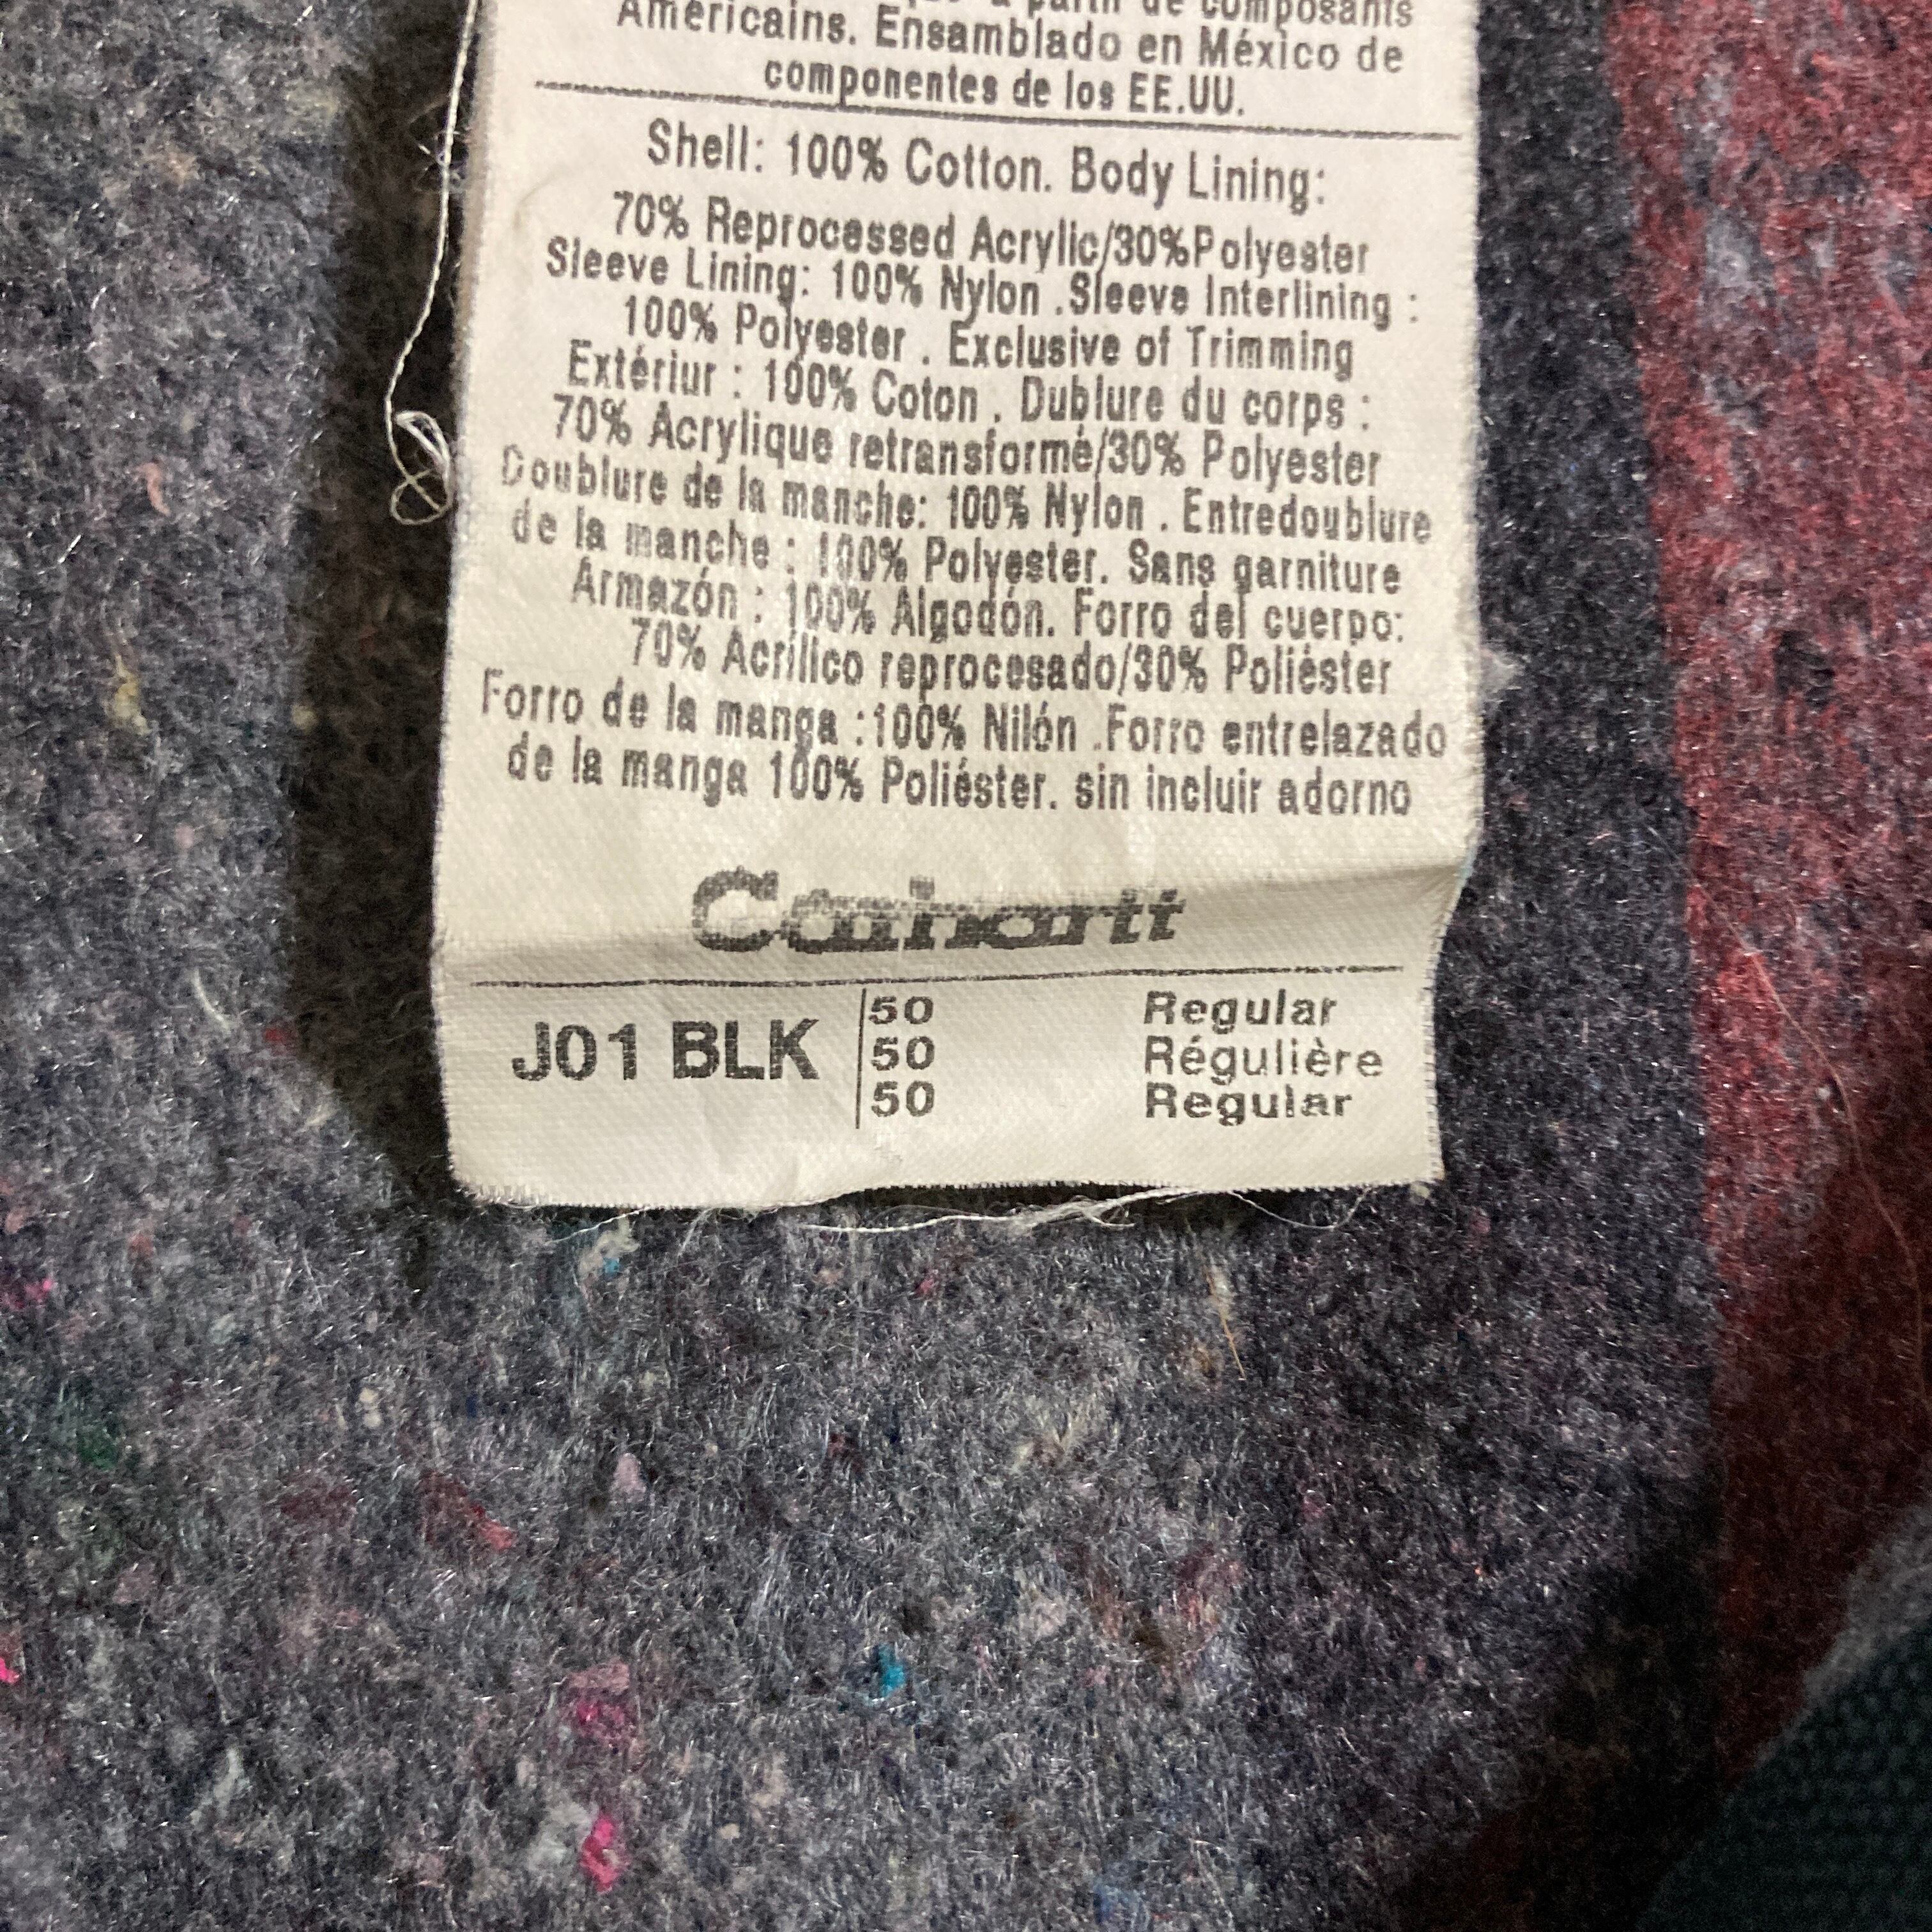 à partir de composants
Américains. Ensamblado en México de
componentes de los EE.UU.
Shell: 100% Cotton. Body Lining:
70% Reprocessed Acrylic/30%Polyester
Sleeve Lining: 100% Nylon .Sleeve Interlining :
100% Polyester . Exclusive of Trimming
Extériur : 100% Coton . Dublure du corps :
70% Acrylique retransformé/30% Polyester
Doublure de la manche: 100% Nylon . Entredoublure
de la manche : 100% Polyester. Sans garniture
Armazón : 100% Algodón. Forro del cuerpo:
70% Acrílico reprocesado/30% Poliéster
Forro de la manga :100% Nilón .Forro entrelazado
de la manga 100% Poliéster. sin incluir adorno
Carhartt
J01 BLK
50 Regular
50 Régulière
50 Regular